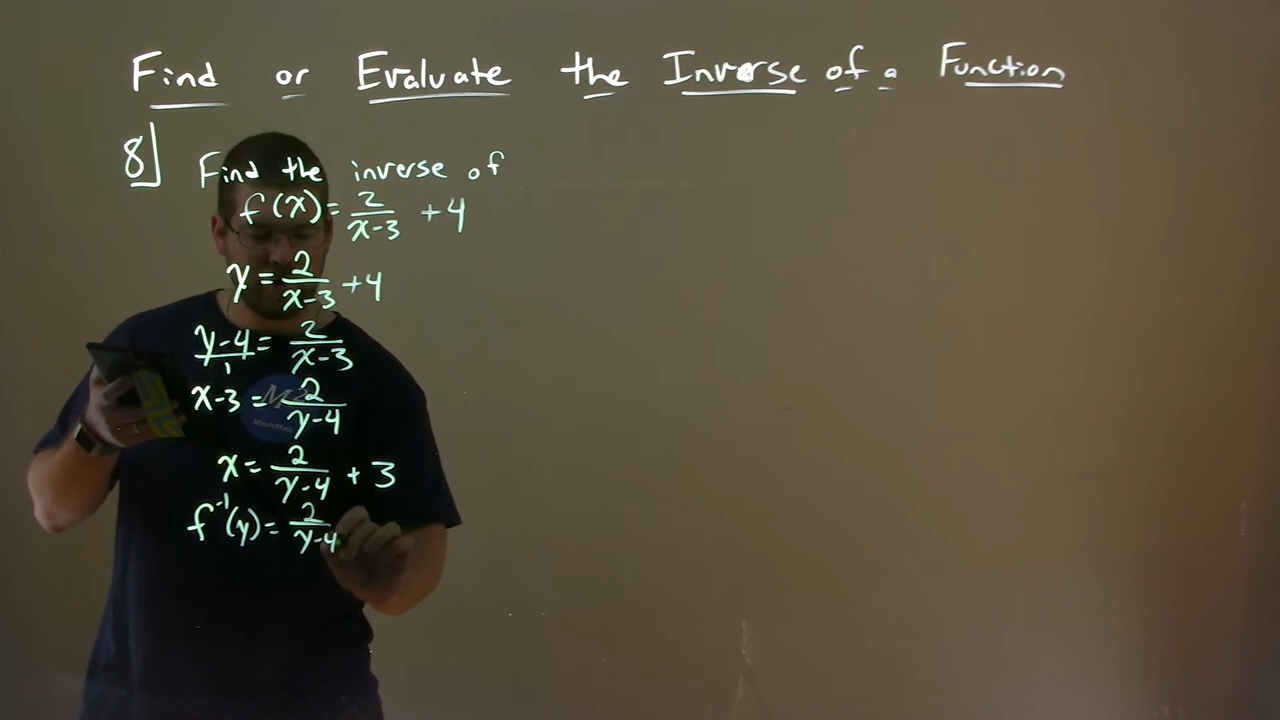 Find or Evaluate the Inverse of a Function
8] Find the inverse of
f(x) = 2/(x-3) + 4
y = 2/(x-3) + 4
(y-4)/1 = 2/(x-3)
x-3 = 2/(y-4)
x = 2/(y-4) + 3
f⁻¹(y) = 2/(y-4)